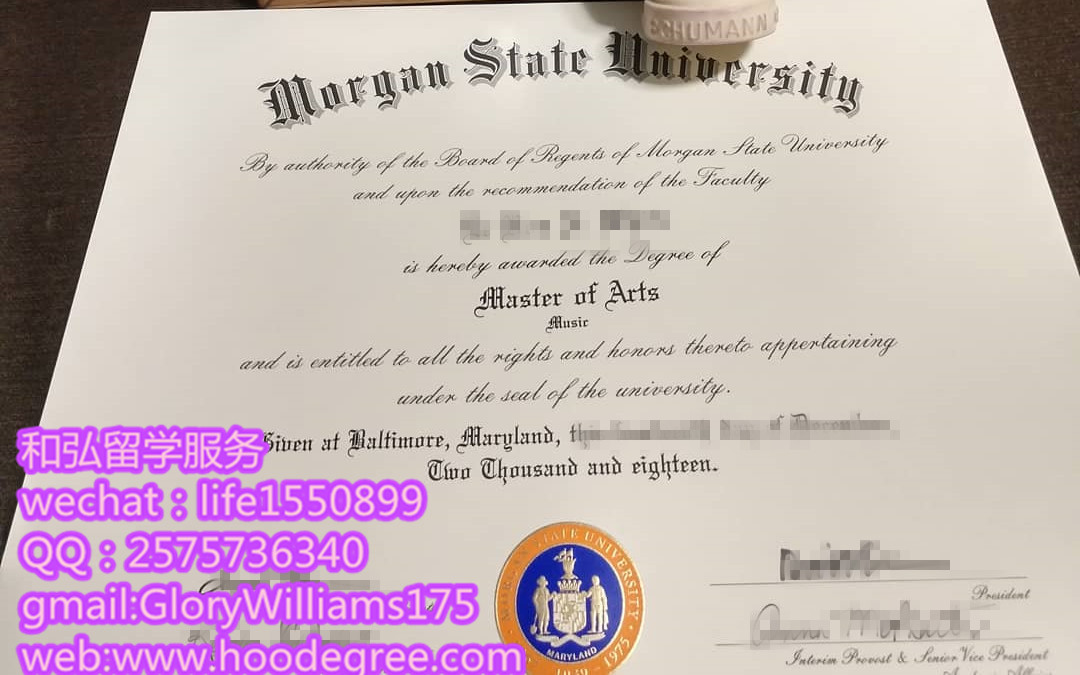 SCHUMANN
Morgan State University
By authority of the Board of Regents of Morgan State University
and upon the recommendation of the Faculty
is hereby awarded the Degree of
Master of Arts
Music
and is entitled to all the rights and honors thereto appertaining
under the seal of the university.
Given at Baltimore, Maryland,
Two Thousand and eighteen.
和弘留学服务
wechat：life1550899
QQ：2575736340
gmail:GloryWilliams175
web:www.hoodegree.com
MORGAN STATE UNIVERSITY
MARYLAND
1975
President
Interim Provost & Senior Vice President